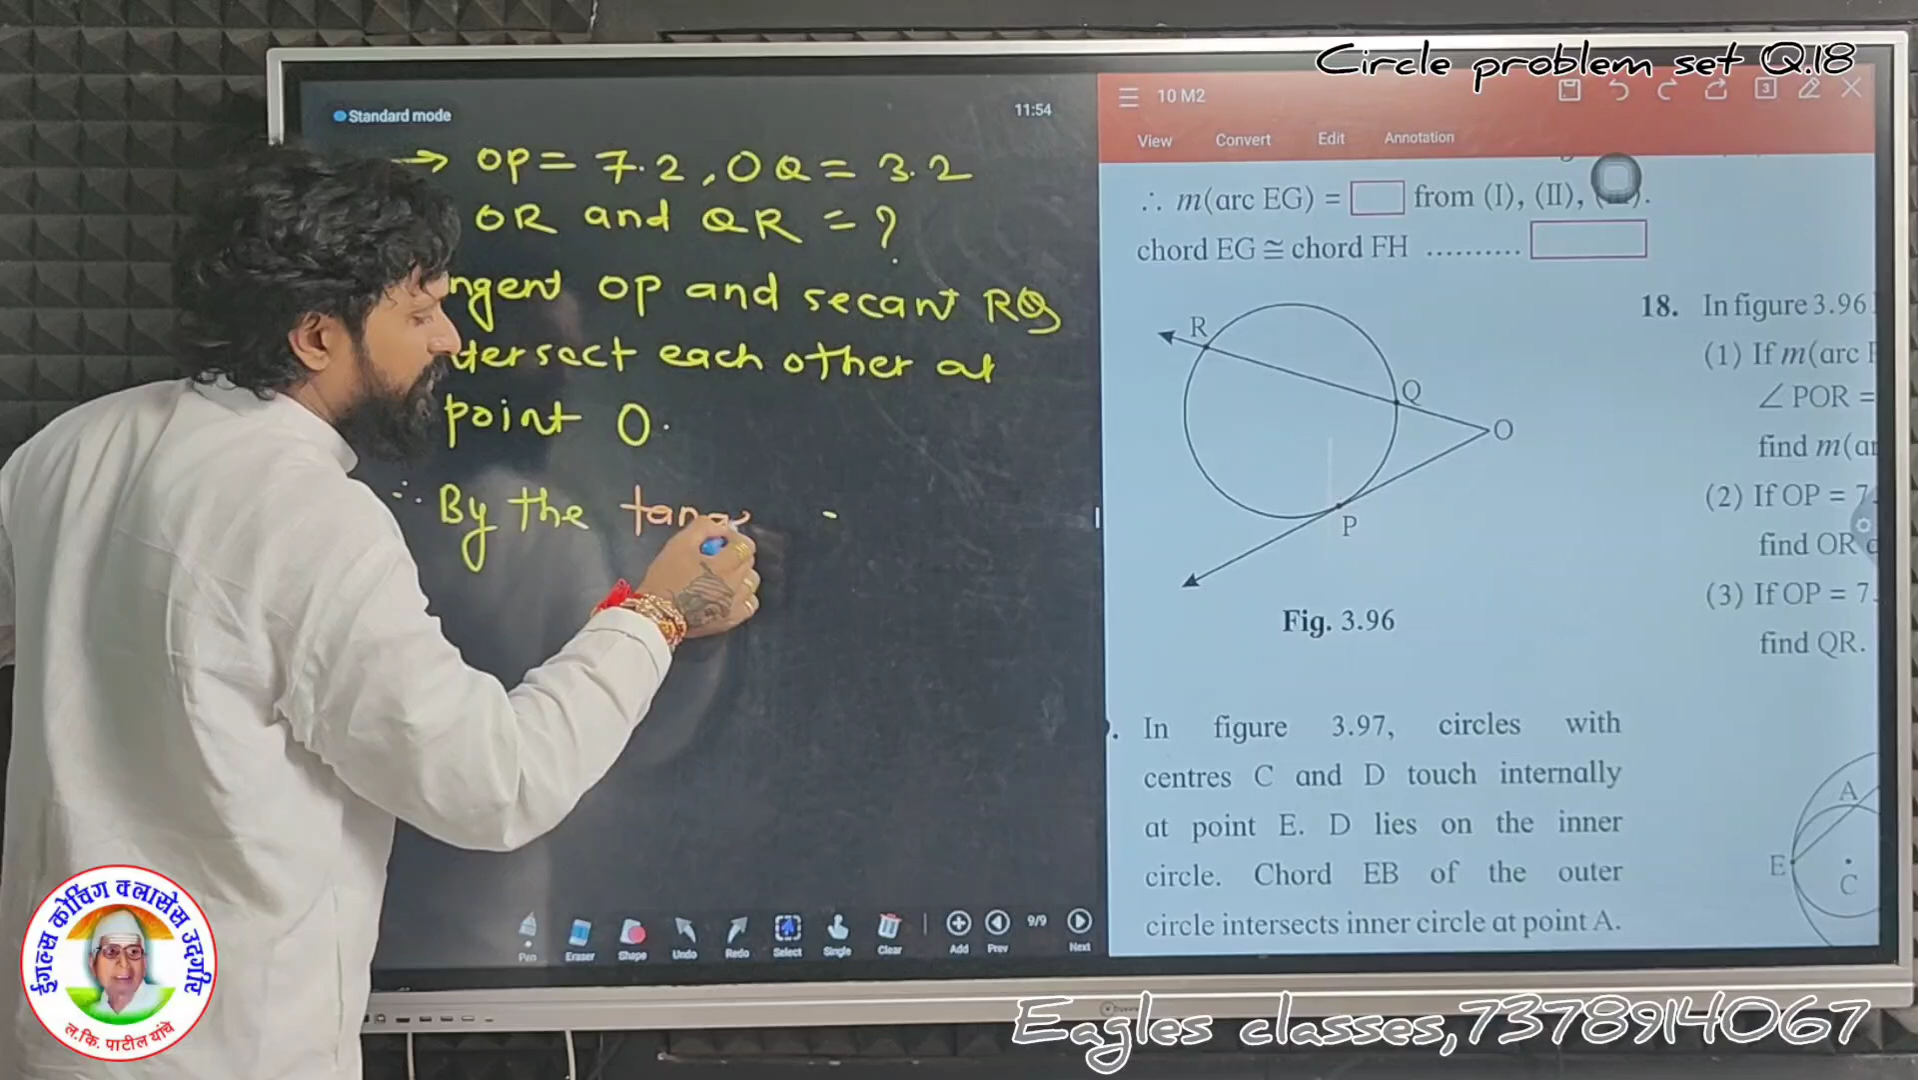 Circle problem set Q.18
Standard mode
11:54
→ OP = 7.2, OQ = 3.2
OR and QR = ?
ngent OP and secant RQ
tersect each other at
point O.
∴ By the tang
10 M2
3
View Convert Edit Annotation
∴ m(arc EG) = from (I), (II),
chord EG ≅ chord FH ..........
R
Q
O
P
Fig. 3.96
18. In figure 3.96
(1) If m(arc
∠ POR =
find m(ar
(2) If OP = 7.
find OR
(3) If OP = 7.
find QR.
In figure 3.97, circles with
centres C and D touch internally
at point E. D lies on the inner
circle. Chord EB of the outer
circle intersects inner circle at point A.
A
E
C
Pen Eraser Shape Undo Redo Select Single Clear Add Prev 9/9 Next
ईगल्स कोचिंग क्लासेस उदगीर
ल.कि. पाटील यांचे
Eagles classes,7378914067